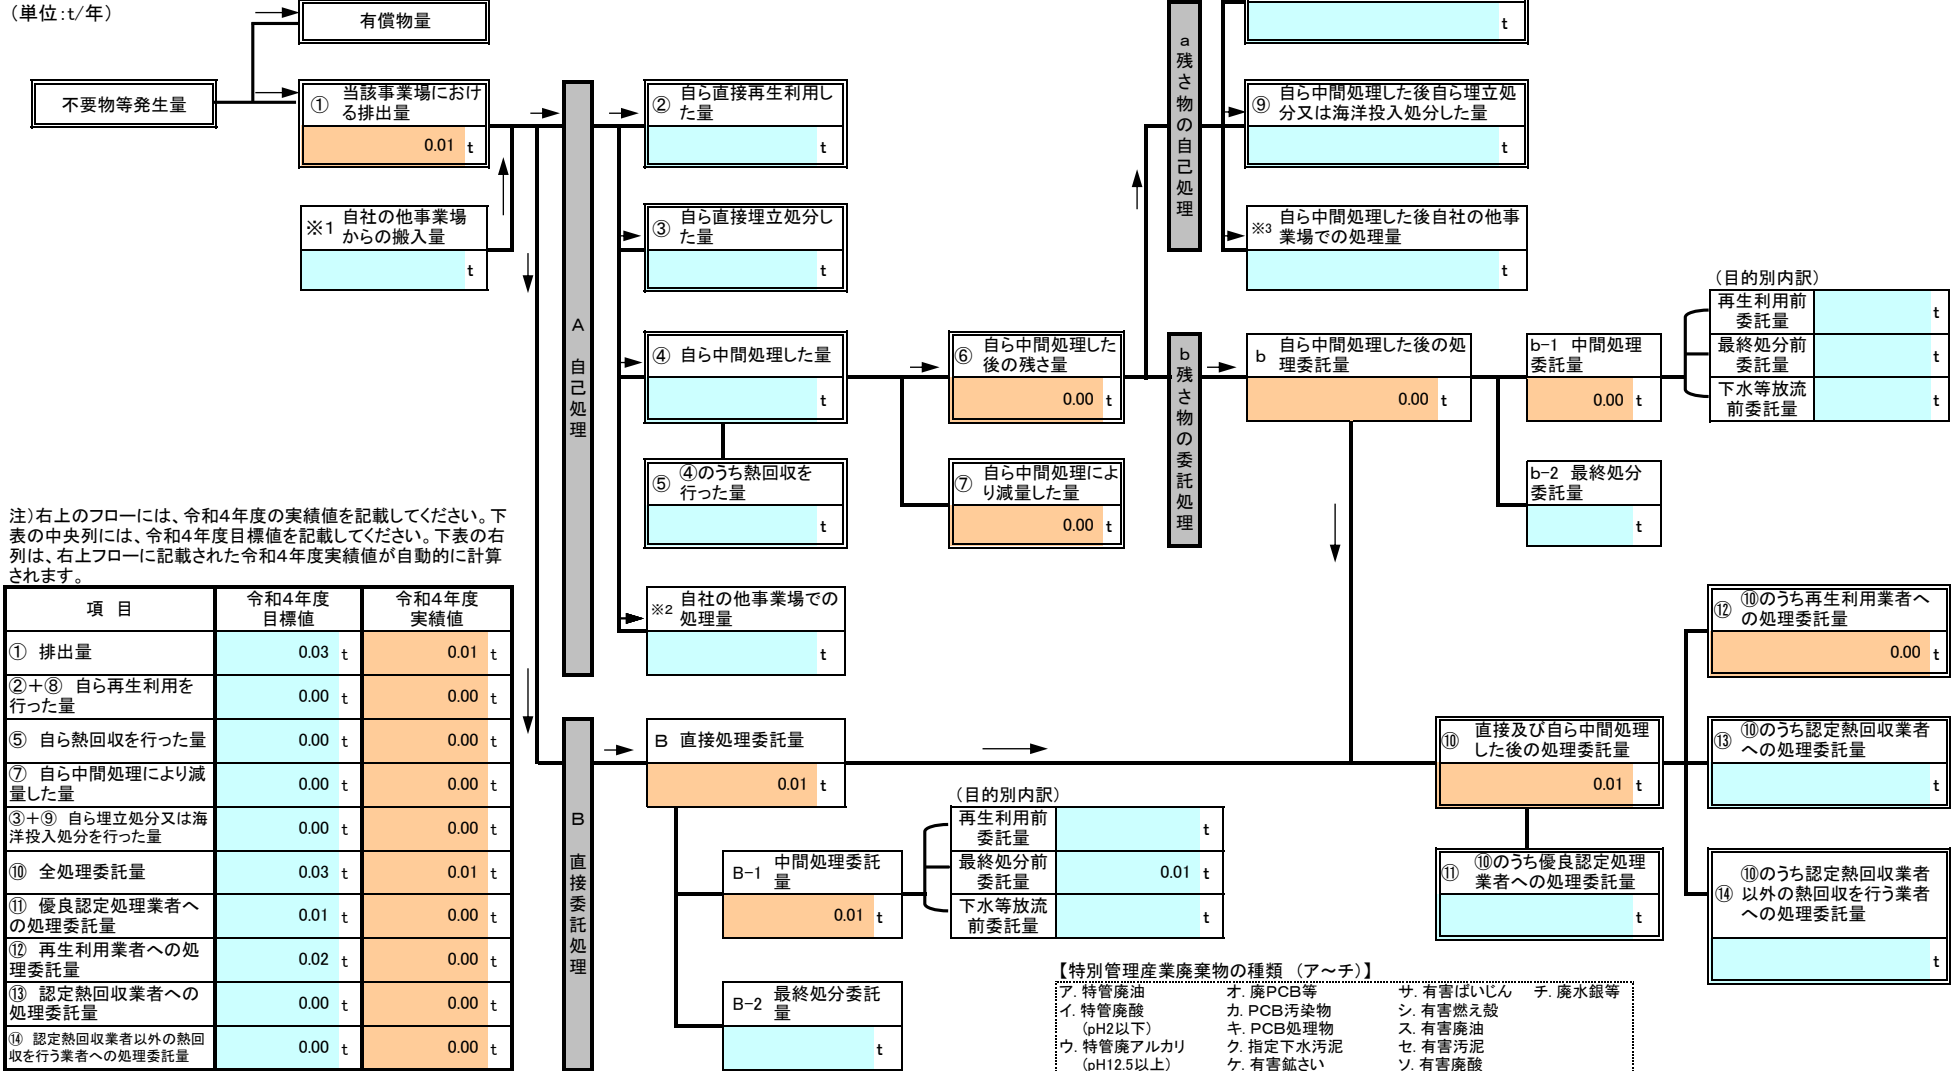 （単位:t/年）
有償物量
不要物等発生量
① 当該事業場におけ
る排出量
0.01 t
※1 自社の他事業場
からの搬入量
t
A 自己処理
② 自ら直接再生利用し
た量
t
③ 自ら直接埋立処分し
た量
t
④ 自ら中間処理した量
t
⑤ ④のうち熱回収を
行った量
t
※2 自社の他事業場での
処理量
t
⑥ 自ら中間処理した
後の残さ量
0.00 t
⑦ 自ら中間処理によ
り減量した量
0.00 t
a 残さ物の自己処理
t
⑨ 自ら中間処理した後自ら埋立処
分又は海洋投入処分した量
t
※3 自ら中間処理した後自社の他事
業場での処理量
t
b 残さ物の委託処理
b 自ら中間処理した後の処
理委託量
0.00 t
b-1 中間処理
委託量
0.00 t
b-2 最終処分
委託量
t
（目的別内訳）
再生利用前
委託量
t
最終処分前
委託量
t
下水等放流
前委託量
t
注）右上のフローには、令和4年度の実績値を記載してください。下
表の中央列には、令和4年度目標値を記載してください。下表の右
列は、右上フローに記載された令和4年度実績値が自動的に計算
されます。
項 目 令和4年度
目標値 令和4年度
実績値
① 排出量 0.03 t 0.01 t
②＋⑧ 自ら再生利用を
行った量 0.00 t 0.00 t
⑤ 自ら熱回収を行った量 0.00 t 0.00 t
⑦ 自ら中間処理により減
量した量 0.00 t 0.00 t
③＋⑨ 自ら埋立処分又は海
洋投入処分を行った量 0.00 t 0.00 t
⑩ 全処理委託量 0.03 t 0.01 t
⑪ 優良認定処理業者へ
の処理委託量 0.01 t 0.00 t
⑫ 再生利用業者への処
理委託量 0.02 t 0.00 t
⑬ 認定熱回収業者への
処理委託量 0.00 t 0.00 t
⑭ 認定熱回収業者以外の熱回
収を行う業者への処理委託量 0.00 t 0.00 t
B 直接委託処理
B 直接処理委託量
0.01 t
B-1 中間処理委託
量
0.01 t
B-2 最終処分委託
量
t
（目的別内訳）
再生利用前
委託量
t
最終処分前
委託量
0.01 t
下水等放流
前委託量
t
⑩ 直接及び自ら中間処理
した後の処理委託量
0.01 t
⑪ ⑩のうち優良認定処理
業者への処理委託量
t
⑫ ⑩のうち再生利用業者へ
の処理委託量
0.00 t
⑬ ⑩のうち認定熱回収業者
への処理委託量
t
⑭ ⑩のうち認定熱回収業者
以外の熱回収を行う業者
への処理委託量
t
【特別管理産業廃棄物の種類 （ア～チ）】
ア. 特管廃油 オ. 廃PCB等 サ. 有害ばいじん チ. 廃水銀等
イ. 特管廃酸 カ. PCB汚染物 シ. 有害燃え殻
（pH2以下） キ. PCB処理物 ス. 有害廃油
ウ. 特管廃アルカリ ク. 指定下水汚泥 セ. 有害汚泥
（pH12.5以上） ケ. 有害鉱さい ソ. 有害廃酸